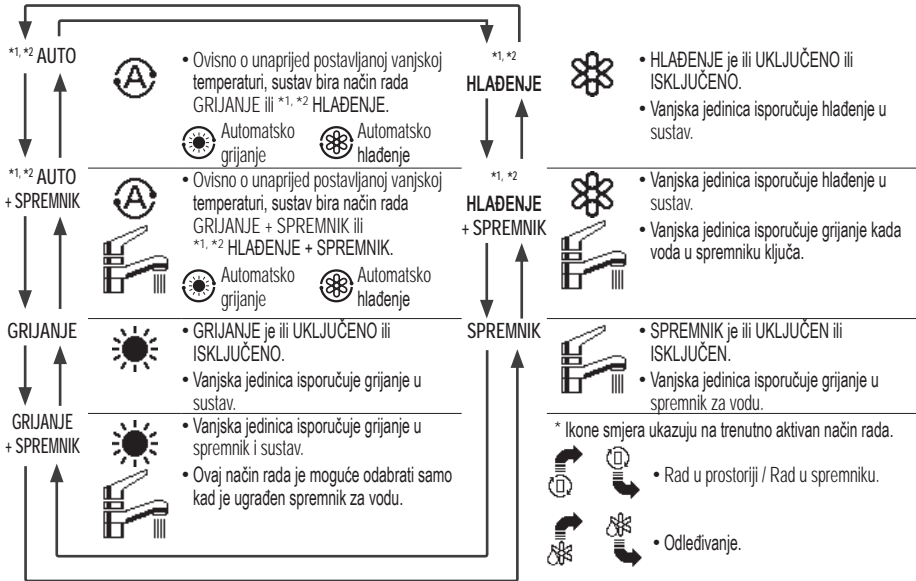 *1, *2 AUTO
• Ovisno o unaprijed postavljanoj vanjskoj
temperaturi, sustav bira način rada
GRIJANJE ili *1, *2 HLAĐENJE.
Automatsko
grijanje
Automatsko
hlađenje
*1, *2 AUTO
+ SPREMNIK
• Ovisno o unaprijed postavljanoj vanjskoj
temperaturi, sustav bira način rada
GRIJANJE + SPREMNIK ili
*1, *2 HLAĐENJE + SPREMNIK.
Automatsko
grijanje
Automatsko
hlađenje
GRIJANJE
• GRIJANJE je ili UKLJUČENO ili
ISKLJUČENO.
• Vanjska jedinica isporučuje grijanje u
sustav.
GRIJANJE
+ SPREMNIK
• Vanjska jedinica isporučuje grijanje u
spremnik i sustav.
• Ovaj način rada je moguće odabrati samo
kad je ugrađen spremnik za vodu.
*1, *2
HLAĐENJE
• HLAĐENJE je ili UKLJUČENO ili
ISKLJUČENO.
• Vanjska jedinica isporučuje hlađenje u
sustav.
*1, *2
HLAĐENJE
+ SPREMNIK
• Vanjska jedinica isporučuje hlađenje u
sustav.
• Vanjska jedinica isporučuje grijanje kada
voda u spremniku ključa.
SPREMNIK
• SPREMNIK je ili UKLJUČEN ili
ISKLJUČEN.
• Vanjska jedinica isporučuje grijanje u
spremnik za vodu.
* Ikone smjera ukazuju na trenutno aktivan način rada.
• Rad u prostoriji / Rad u spremniku.
• Odleđivanje.